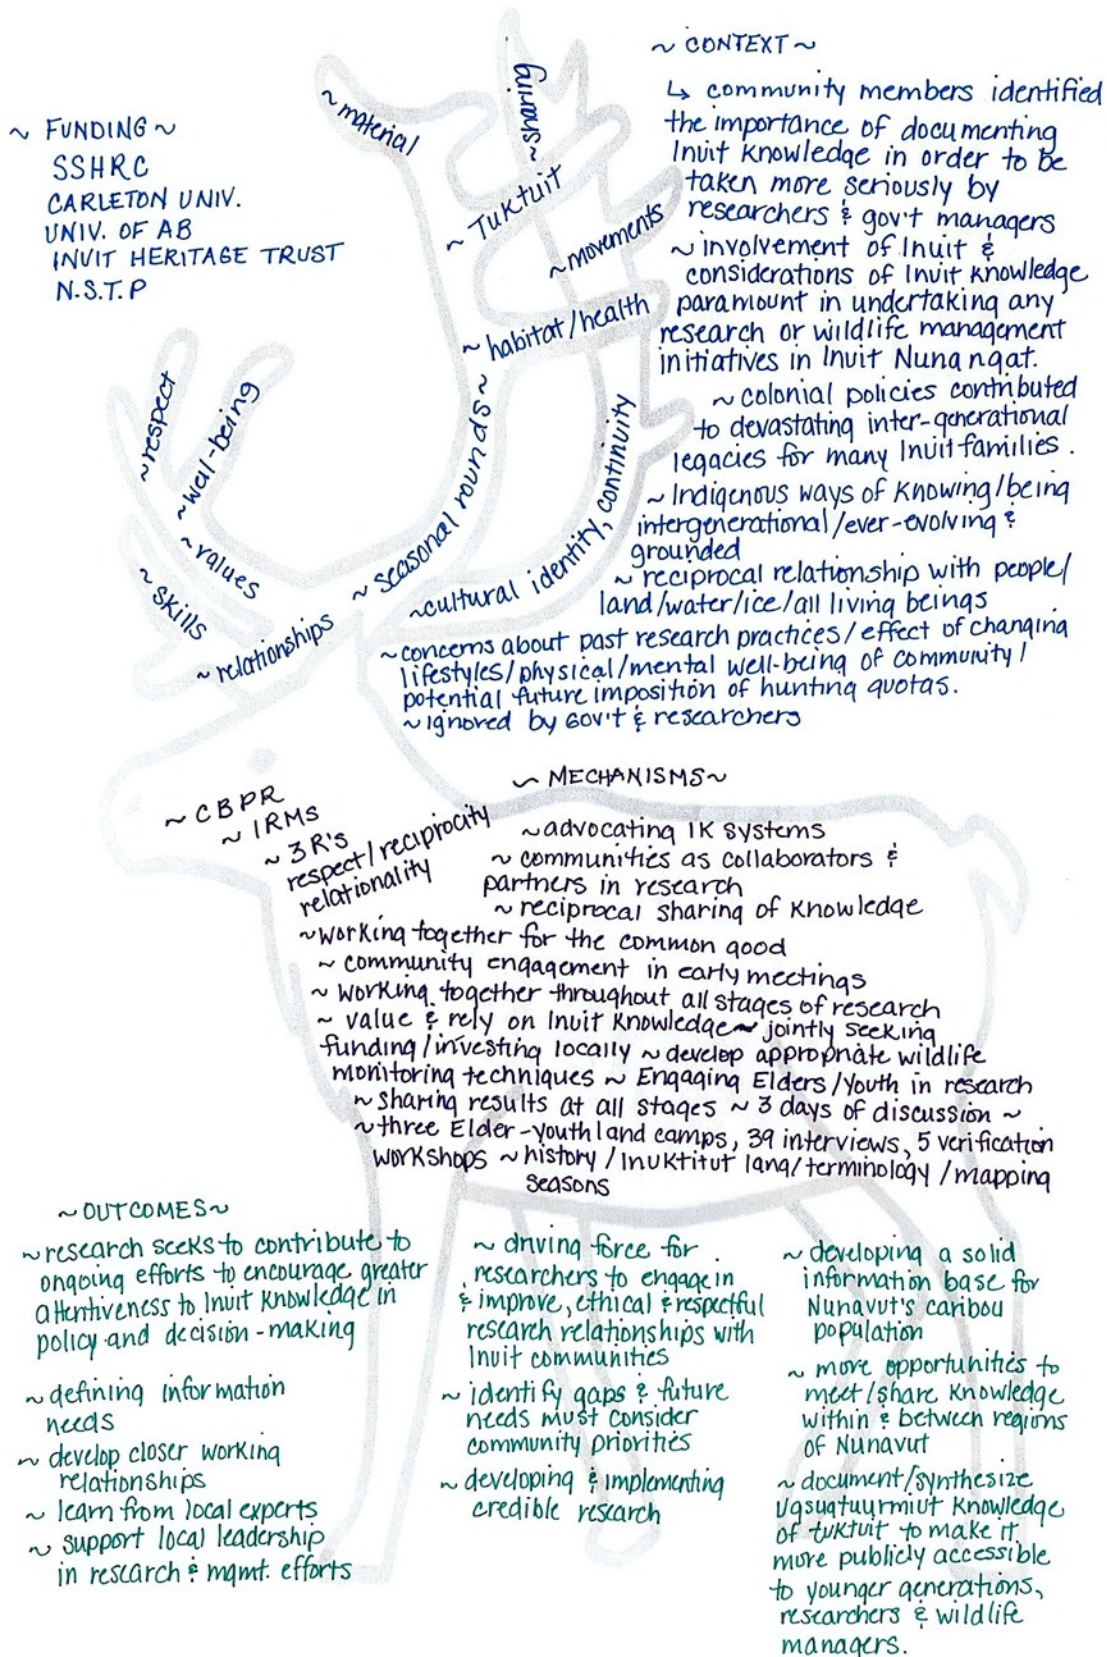 ~ FUNDING ~
SSHRC
CARLETON UNIV.
UNIV. OF AB
INUIT HERITAGE TRUST
N.S.T.P
~ material
~ sharing
~ Tuktuit
~ movements
~ habitat/health
~ respect
~ well-being
~ values
~ skills
~ relationships
~ seasonal rounds ~
~cultural identity, continuity
~ CONTEXT ~
↳ community members identified
the importance of documenting
Inuit Knowledge in order to be
taken more seriously by
researchers & gov't managers
~ involvement of Inuit &
considerations of Inuit knowledge
paramount in undertaking any
research or wildlife management
initiatives in Inuit Nunangat.
~ colonial policies contributed
to devastating inter-generational
legacies for many Inuit families.
~ Indigenous ways of Knowing/being
intergenerational/ever-evolving &
grounded
~ reciprocal relationship with people/
land/water/ice/all living beings
~concerns about past research practices/effect of changing
lifestyles/physical/mental well-being of community/
potential future imposition of hunting quotas.
~ignored by Gov't & researchers
~ CBPR
~ IRMS
~ 3R's
respect/reciprocity
relationality
~ MECHANISMS ~
~advocating IK systems
~ communities as collaborators &
partners in research
~ reciprocal sharing of Knowledge
~working together for the common good
~ community engagement in early meetings
~ working together throughout all stages of research
~ value & rely on Inuit Knowledge ~ jointly seeking
funding/investing locally ~ develop appropriate wildlife
monitoring techniques ~ Engaging Elders/Youth in research
~ sharing results at all stages ~ 3 days of discussion ~
~three Elder-youth land camps, 39 interviews, 5 verification
workshops ~ history/Inuktitut lang/terminology/mapping
seasons
~ OUTCOMES ~
~ research seeks to contribute to
ongoing efforts to encourage greater
attentiveness to Inuit Knowledge in
policy and decision-making
~ defining information
needs
~ develop closer working
relationships
~ learn from local experts
~ support local leadership
in research & mgmt. efforts
~ driving force for
researchers to engage in
& improve, ethical & respectful
research relationships with
Inuit communities
~ identify gaps & future
needs must consider
community priorities
~ developing & implementing
credible research
~ developing a solid
information base for
Nunavut's caribou
population
~ more opportunities to
meet/share Knowledge
within & between regions
of Nunavut
~ document/synthesize
Uqsuqtuurmiut Knowledge
of tuktuit to make it
more publicly accessible
to younger generations,
researchers & wildlife
managers.